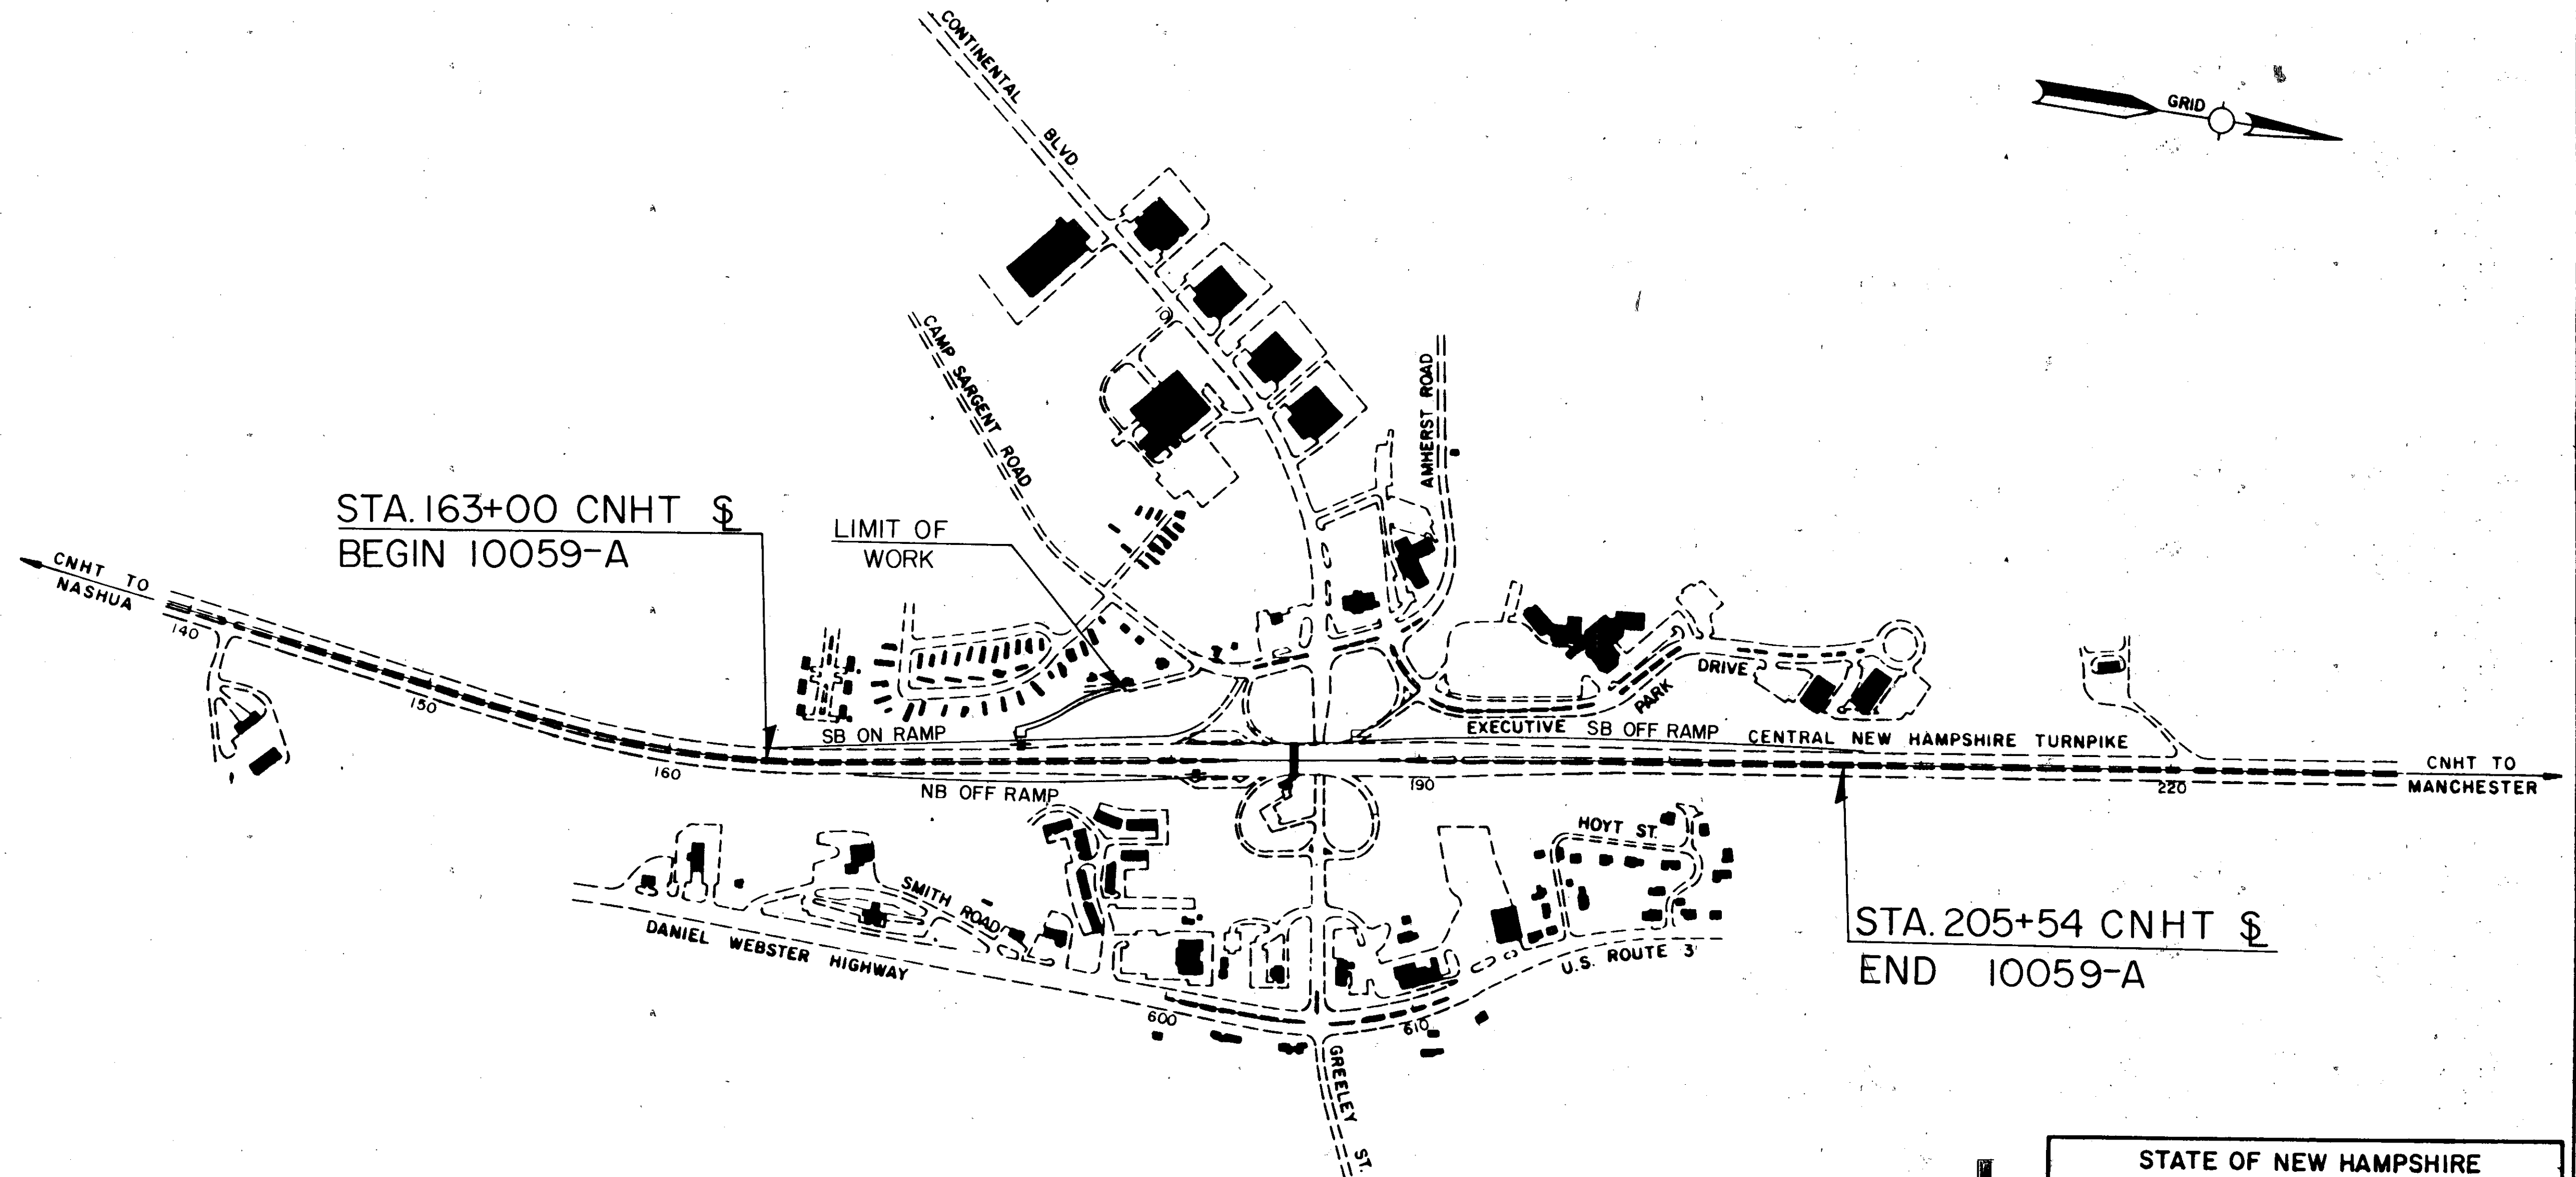 CONTINENTAL
BLVD.
GRID
10
CAMP SARGENT ROAD
AMHERST ROAD
STA. 163+00 CNHT ⅊
BEGIN 10059-A
LIMIT OF
WORK
CNHT TO
NASHUA
140
150
160
SB ON RAMP
NB OFF RAMP
DRIVE
PARK
EXECUTIVE
SB OFF RAMP
CENTRAL NEW HAMPSHIRE TURNPIKE
190
220
CNHT TO
MANCHESTER
HOYT ST.
SMITH ROAD
DANIEL WEBSTER HIGHWAY
U.S. ROUTE 3
600
610
GREELEY ST.
STA. 205+54 CNHT ⅊
END 10059-A
STATE OF NEW HAMPSHIRE